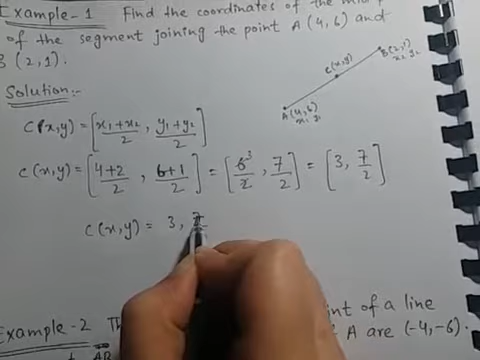 Example-1 Find the coordinates of the
of the segment joining the point A(4,6) and
B(2,1).
B(2,1)
x₂ y₂
C(x,y)
A(4,6)
x₁ y₁
Solution:-
C(x,y) = [x₁+x₂/2, y₁+y₂/2]
C(x,y) = [4+2/2, 6+1/2] = [6³/2, 7/2] = [3, 7/2]
C(x,y) = 3, 7
Example-2 int of a line
A are (-4,-6).
AB